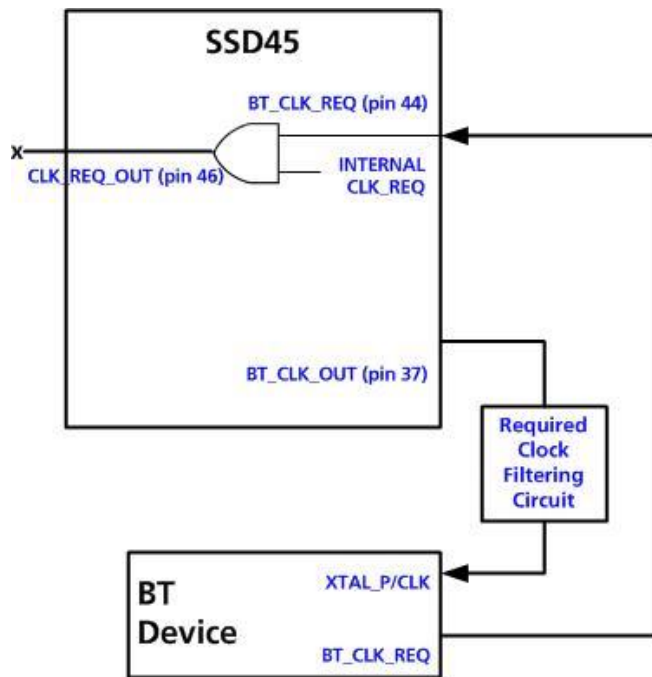 SSD45
BT_CLK_REQ (pin 44)
x
CLK_REQ_OUT (pin 46)
INTERNAL
CLK_REQ
BT_CLK_OUT (pin 37)
Required
Clock
Filtering
Circuit
BT
Device
XTAL_P/CLK
BT_CLK_REQ